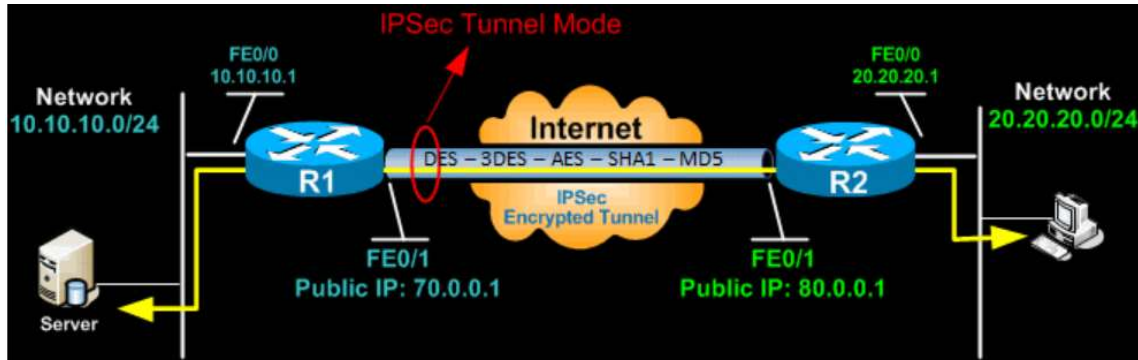 IPSec Tunnel Mode
FE0/0
10.10.10.1
FE0/0
20.20.20.1
Network
10.10.10.0/24
Network
20.20.20.0/24
Internet
DES – 3DES – AES – SHA1 – MD5
R1
R2
IPSec
Encrypted Tunnel
FE0/1
Public IP: 70.0.0.1
FE0/1
Public IP: 80.0.0.1
Server